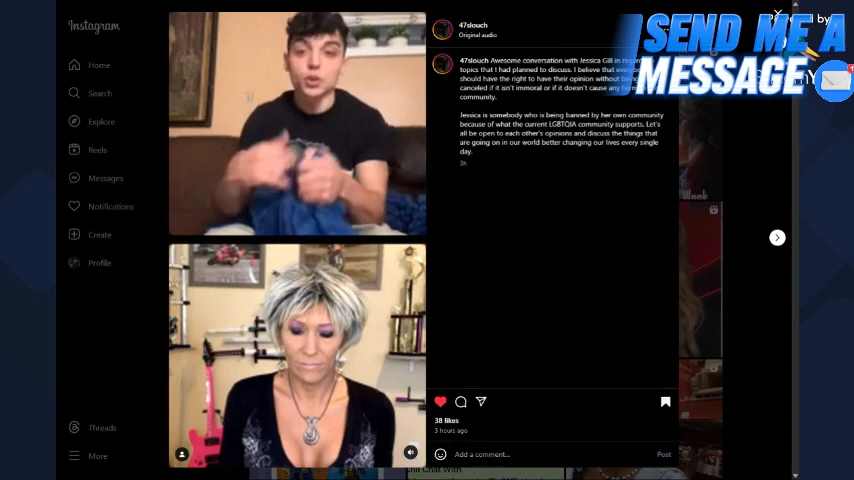 Instagram
Home
Search
Explore
Reels
Messages
Notifications
Create
Profile
Threads
More
47slouch
Original audio
47slouch Awesome conversation with Jessica Gill in
topics that I had planned to discuss. I believe that
should have the right to have their opinion without
canceled if it isn't immoral or if it doesn't cause any
community.
Jessica is somebody who is being banned by her own community
because of what the current LGBTQIA community supports. Let's
all be open to each other's opinions and discuss the things that
are going on in our world better changing our lives every single
day.
3h
38 likes
3 hours ago
Add a comment...
Post
SEND ME A
MESSAGE
by
Week
Chat With